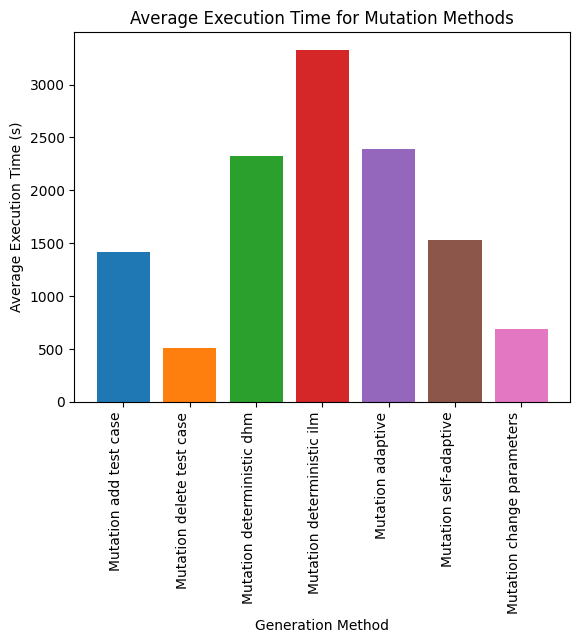 Average Execution Time for Mutation Methods
Average Execution Time (s)
3000
2500
2000
1500
1000
500
0
Mutation add test case
Mutation delete test case
Mutation deterministic dhm
Mutation deterministic ilm
Mutation adaptive
Mutation self-adaptive
Mutation change parameters
Generation Method